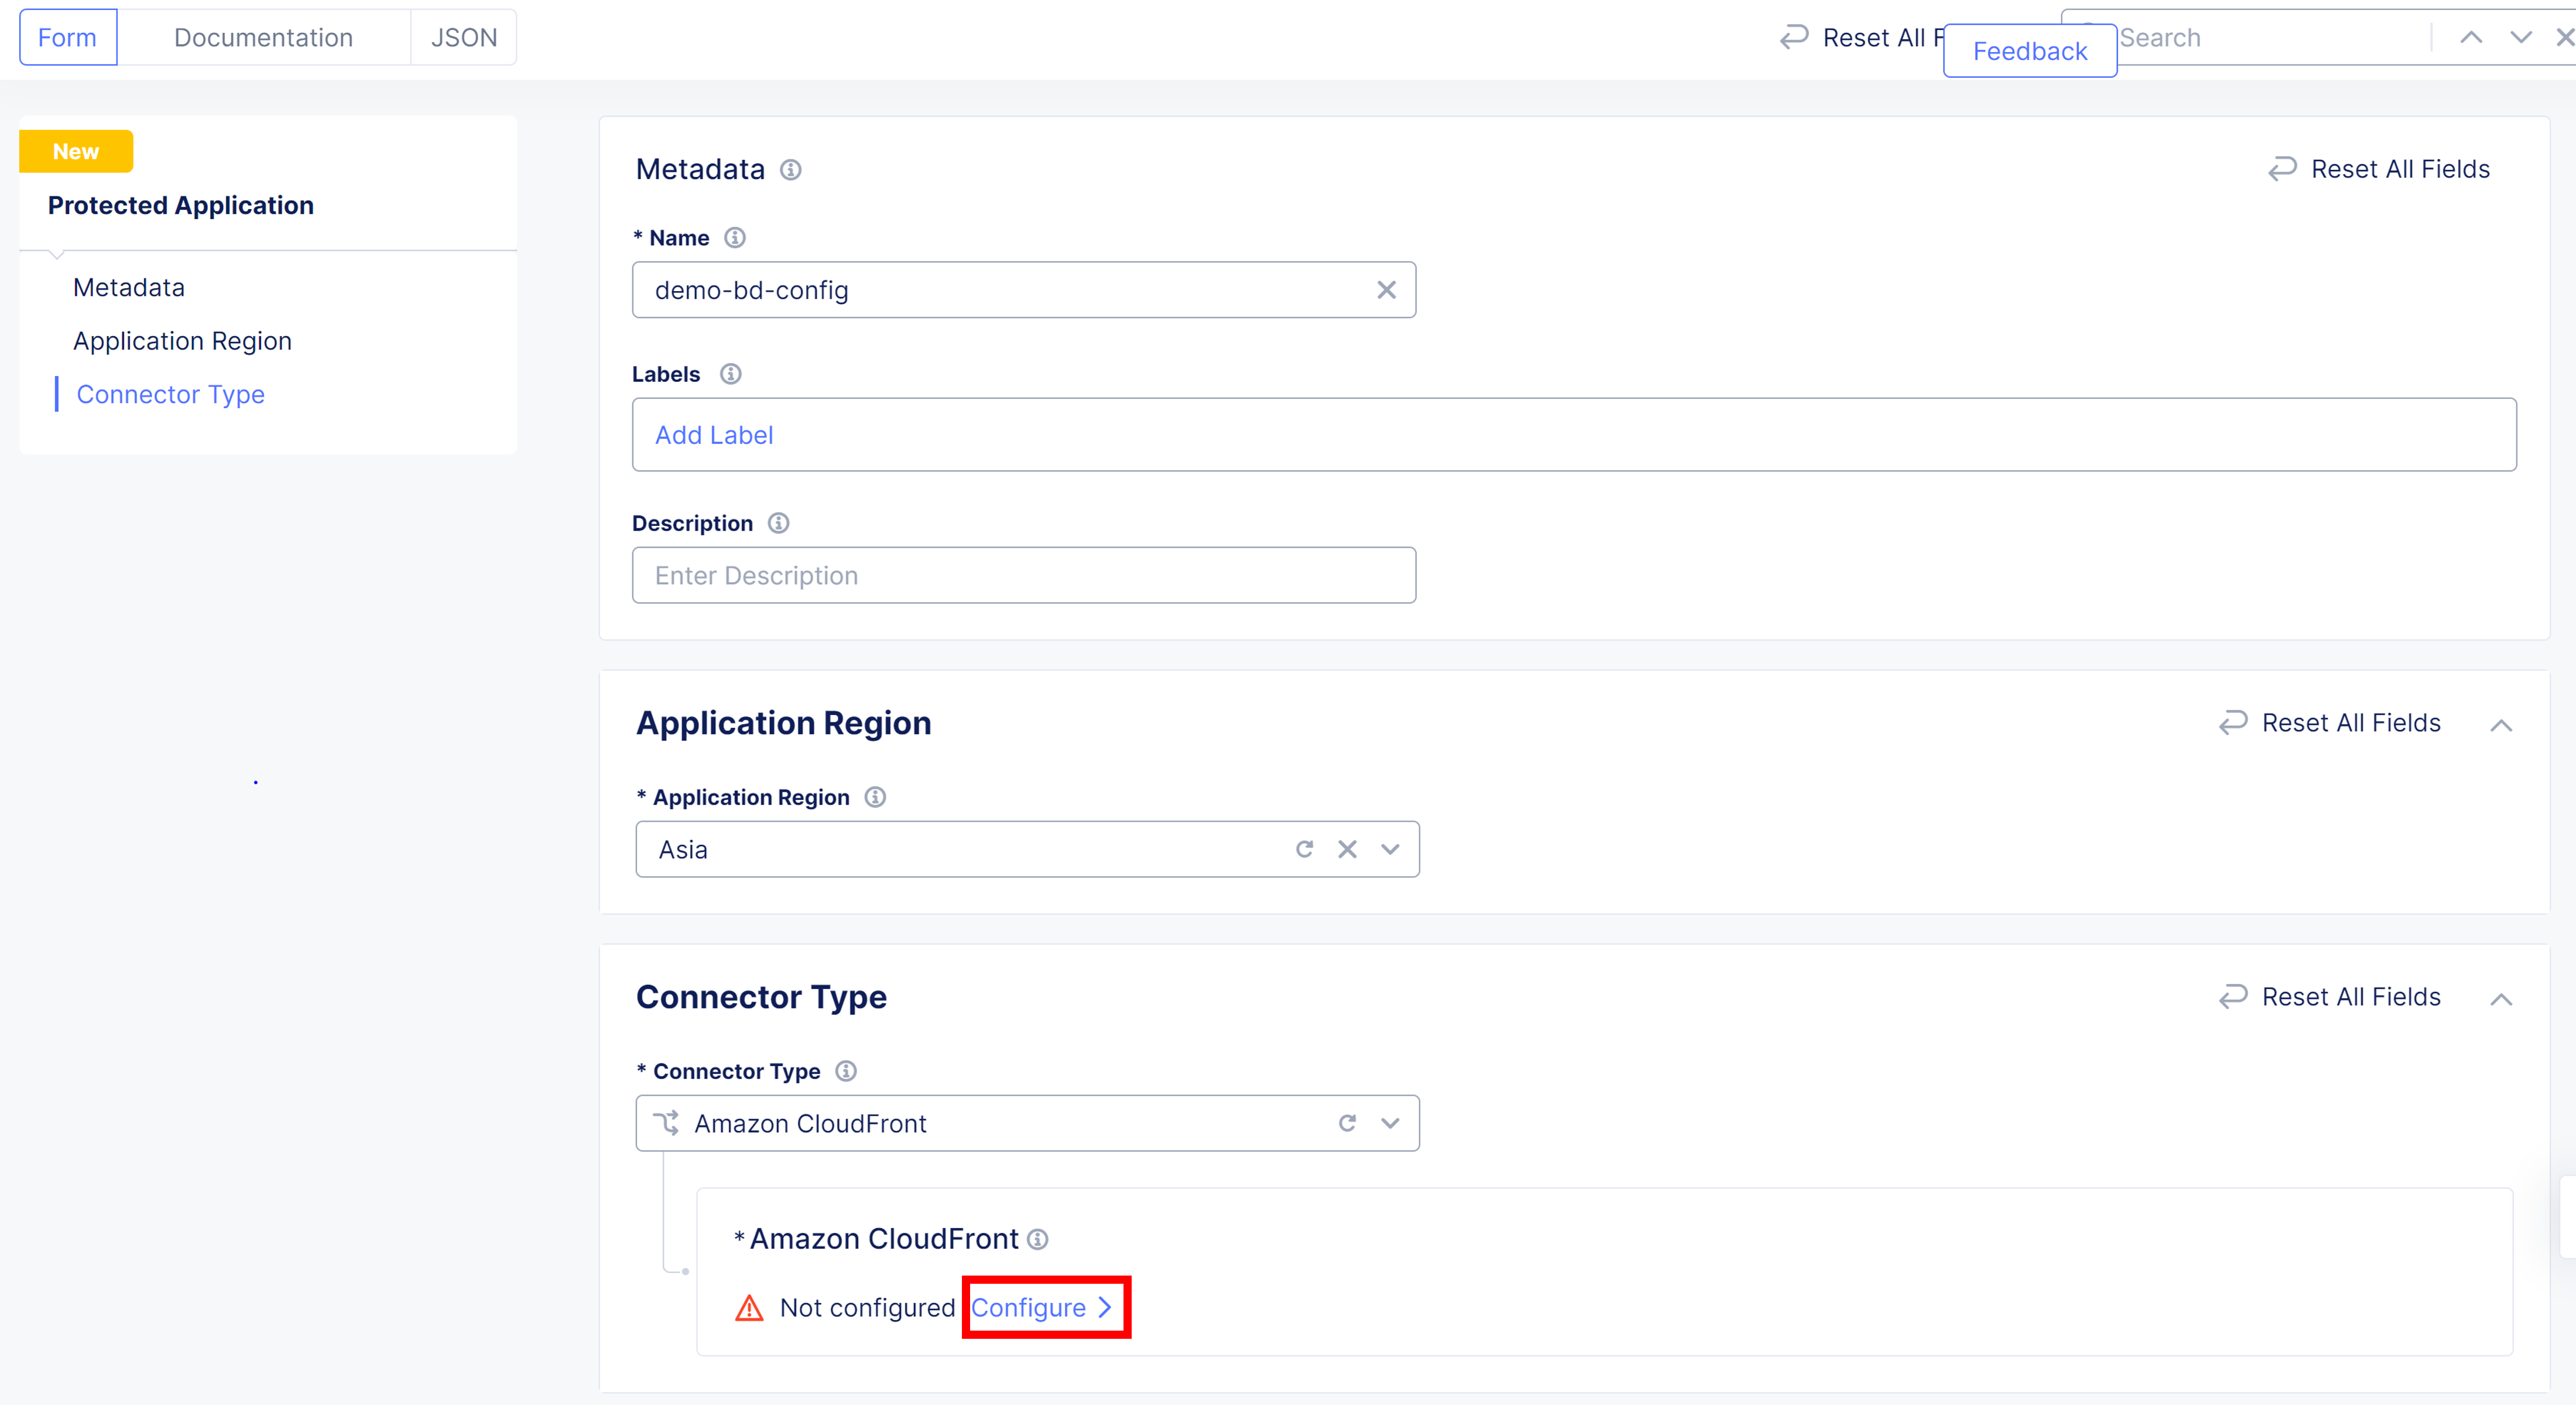 Form Documentation JSON Reset All F Feedback Search
New
Protected Application
Metadata
Application Region
Connector Type
Metadata Reset All Fields
* Name
demo-bd-config
Labels
Add Label
Description
Enter Description
Application Region Reset All Fields
* Application Region
Asia
Connector Type Reset All Fields
* Connector Type
Amazon CloudFront
* Amazon CloudFront
Not configured Configure